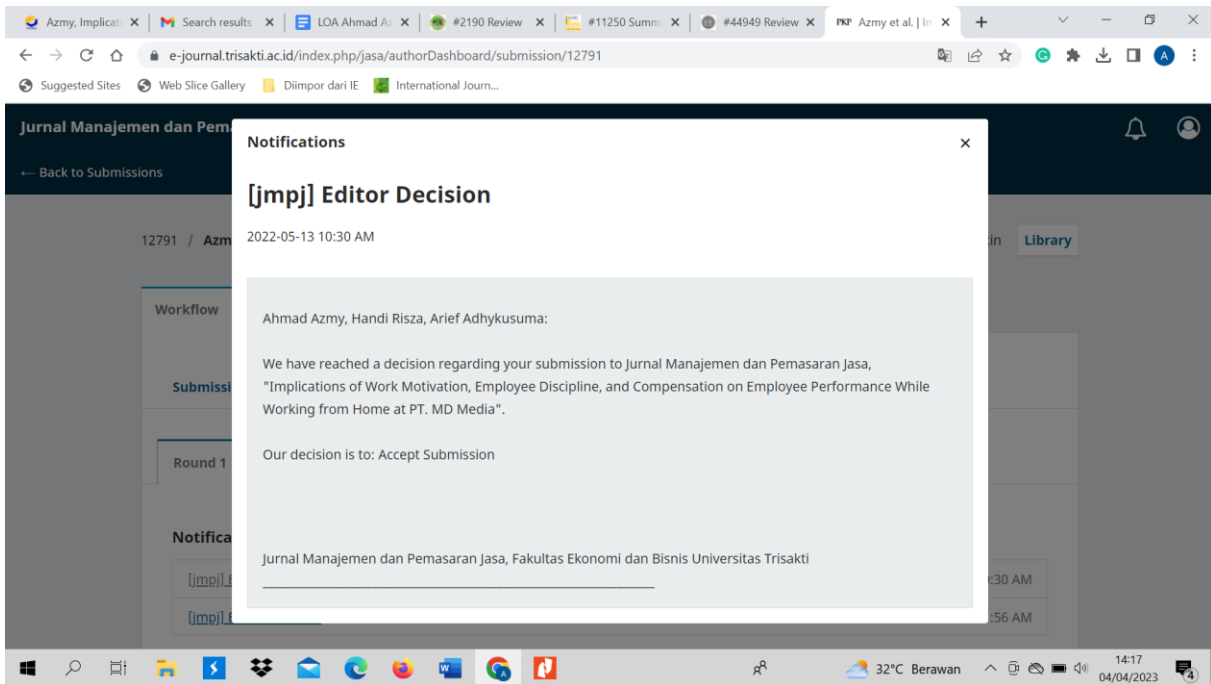 Azmy, Implicati
Search results
LOA Ahmad Az
#2190 Review
#11250 Summ
#44949 Review
PKP Azmy et al. | In
e-journal.trisakti.ac.id/index.php/jasa/authorDashboard/submission/12791
A
Suggested Sites
Web Slice Gallery
Diimpor dari IE
International Journ...
Jurnal Manajemen dan Pem
← Back to Submissions
12791 / Azm
Library
Workflow
Submissi
Round 1
Notifica
[jmpj] E
:30 AM
[jmpj] E
:56 AM
Notifications
[jmpj] Editor Decision
2022-05-13 10:30 AM
Ahmad Azmy, Handi Risza, Arief Adhykusuma:
We have reached a decision regarding your submission to Jurnal Manajemen dan Pemasaran Jasa,
"Implications of Work Motivation, Employee Discipline, and Compensation on Employee Performance While
Working from Home at PT. MD Media".
Our decision is to: Accept Submission
Jurnal Manajemen dan Pemasaran Jasa, Fakultas Ekonomi dan Bisnis Universitas Trisakti
32°C Berawan
14:17
04/04/2023
4